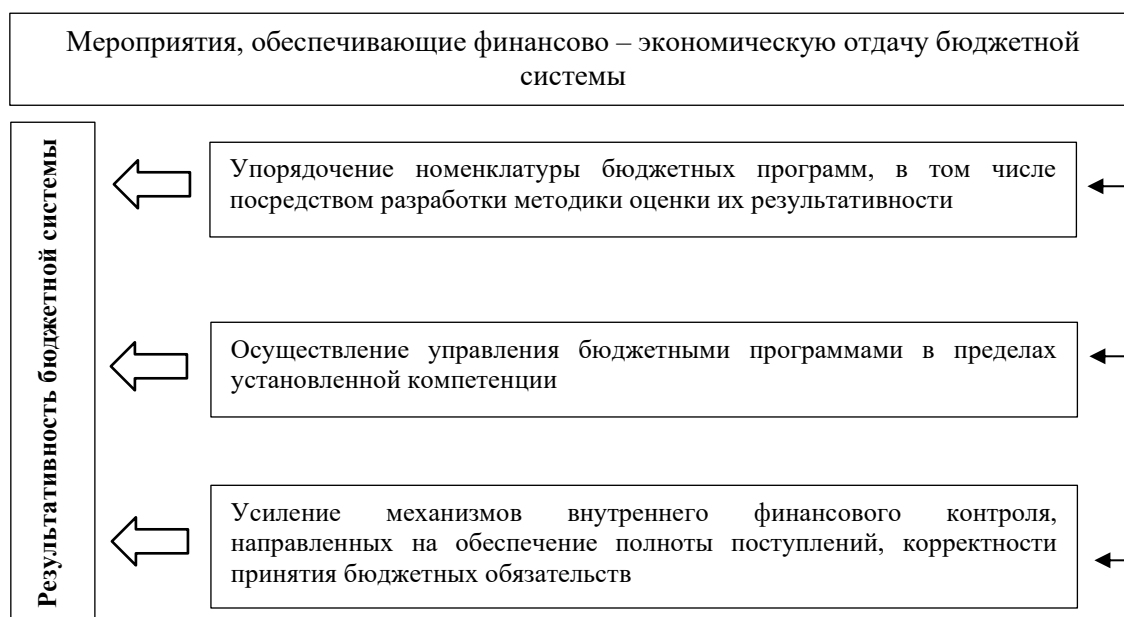 Мероприятия, обеспечивающие финансово – экономическую отдачу бюджетной
системы
Результативность бюджетной системы
Упорядочение номенклатуры бюджетных программ, в том числе
посредством разработки методики оценки их результативности
Осуществление управления бюджетными программами в пределах
установленной компетенции
Усиление механизмов внутреннего финансового контроля,
направленных на обеспечение полноты поступлений, корректности
принятия бюджетных обязательств